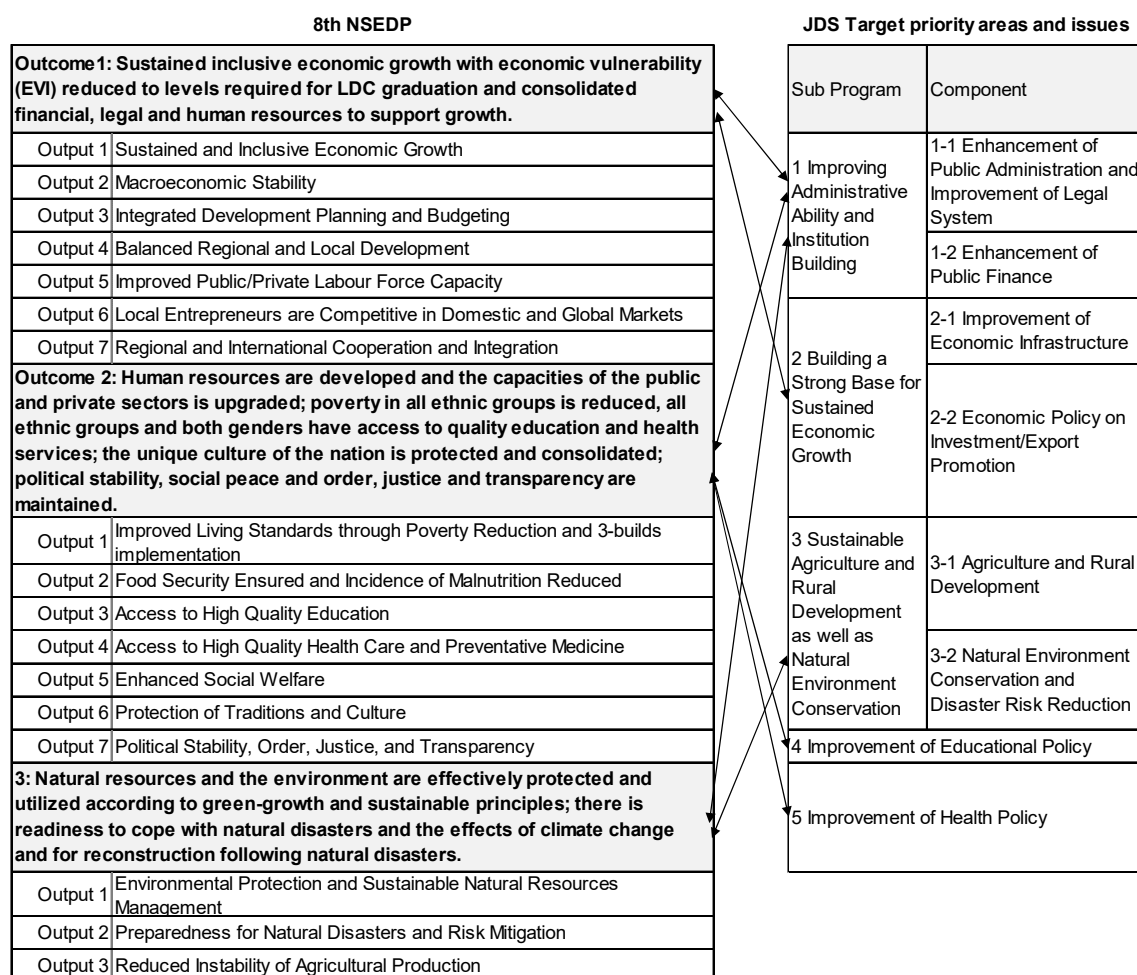 8th NSEDP
Outcome1: Sustained inclusive economic growth with economic vulnerability
(EVI) reduced to levels required for LDC graduation and consolidated
financial, legal and human resources to support growth.
Output 1 Sustained and Inclusive Economic Growth
Output 2 Macroeconomic Stability
Output 3 Integrated Development Planning and Budgeting
Output 4 Balanced Regional and Local Development
Output 5 Improved Public/Private Labour Force Capacity
Output 6 Local Entrepreneurs are Competitive in Domestic and Global Markets
Output 7 Regional and International Cooperation and Integration
Outcome 2: Human resources are developed and the capacities of the public
and private sectors is upgraded; poverty in all ethnic groups is reduced, all
ethnic groups and both genders have access to quality education and health
services; the unique culture of the nation is protected and consolidated;
political stability, social peace and order, justice and transparency are
maintained.
Output 1 Improved Living Standards through Poverty Reduction and 3-builds
implementation
Output 2 Food Security Ensured and Incidence of Malnutrition Reduced
Output 3 Access to High Quality Education
Output 4 Access to High Quality Health Care and Preventative Medicine
Output 5 Enhanced Social Welfare
Output 6 Protection of Traditions and Culture
Output 7 Political Stability, Order, Justice, and Transparency
3: Natural resources and the environment are effectively protected and
utilized according to green-growth and sustainable principles; there is
readiness to cope with natural disasters and the effects of climate change
and for reconstruction following natural disasters.
Output 1 Environmental Protection and Sustainable Natural Resources
Management
Output 2 Preparedness for Natural Disasters and Risk Mitigation
Output 3 Reduced Instability of Agricultural Production
JDS Target priority areas and issues
Sub Program
Component
1 Improving
Administrative
Ability and
Institution
Building
1-1 Enhancement of
Public Administration and
Improvement of Legal
System
1-2 Enhancement of
Public Finance
2 Building a
Strong Base for
Sustained
Economic
Growth
2-1 Improvement of
Economic Infrastructure
2-2 Economic Policy on
Investment/Export
Promotion
3 Sustainable
Agriculture and
Rural
Development
as well as
Natural
Environment
Conservation
3-1 Agriculture and Rural
Development
3-2 Natural Environment
Conservation and
Disaster Risk Reduction
4 Improvement of Educational Policy
5 Improvement of Health Policy